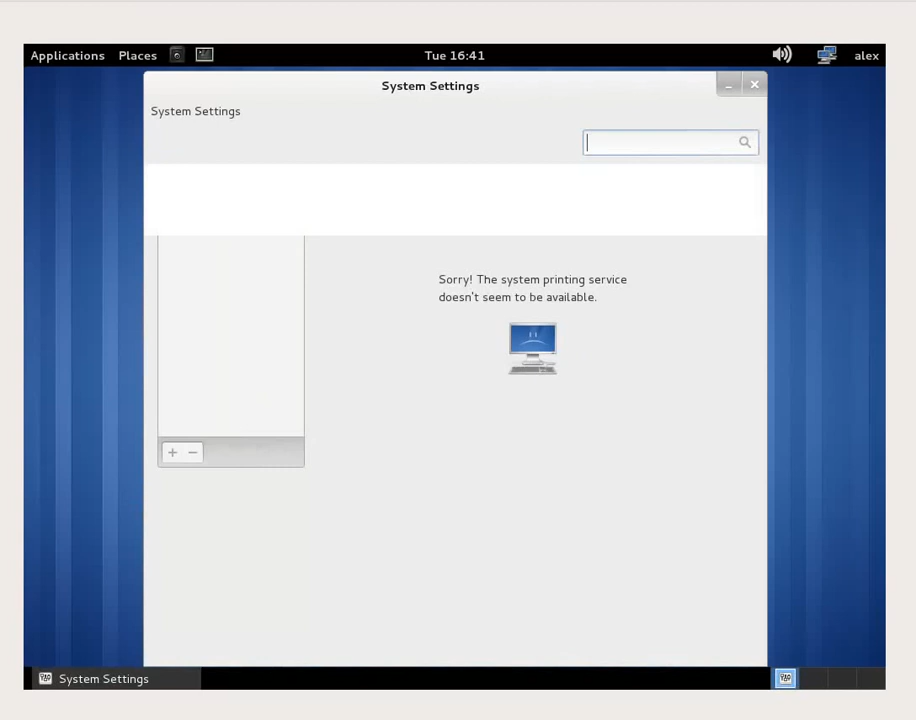 Applications Places Tue 16:41 alex
System Settings
System Settings
Sorry! The system printing service
doesn't seem to be available.
System Settings